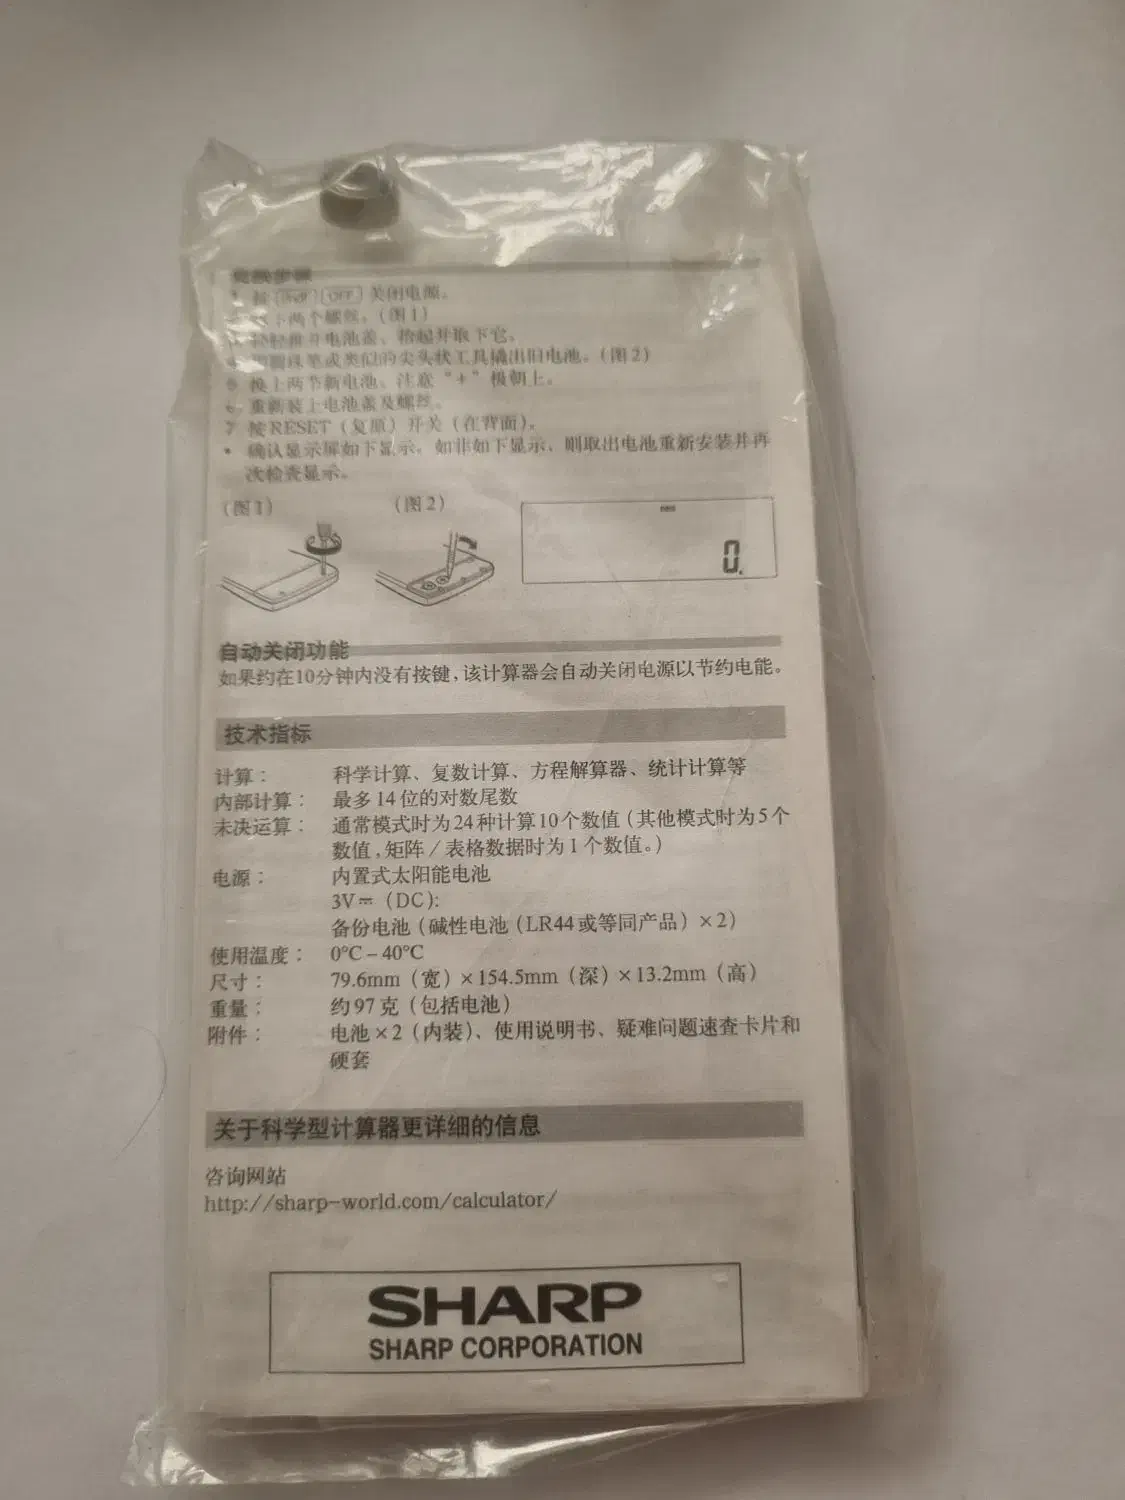 更换步骤
1 按 2ndF OFF 关闭电源。
下两个螺丝。(图1)
电池盖、抬起并取下它。
圆珠笔或类似的尖头状工具撬出旧电池。(图2)
5 换上两节新电池、注意“+”极朝上。
6 重新装上电池盖及螺丝。
7 按RESET（复原）开关（在背面）。
• 确认显示屏如下显示。如非如下显示、则取出电池重新安装并再
次检查显示。
(图1) (图2)
0.
自动关闭功能
如果约在10分钟内没有按键,该计算器会自动关闭电源以节约电能。
技术指标
计算： 科学计算、复数计算、方程解算器、统计计算等
内部计算： 最多14位的对数尾数
未决运算： 通常模式时为24种计算10个数值（其他模式时为5个
数值,矩阵／表格数据时为1个数值。）
电源： 内置式太阳能电池
3V⎓（DC）:
备份电池（碱性电池（LR44或等同产品）×2）
使用温度： 0°C – 40°C
尺寸： 79.6mm（宽）×154.5mm（深）×13.2mm（高）
重量： 约97克（包括电池）
附件： 电池×2（内装）、使用说明书、疑难问题速查卡片和
硬套
关于科学型计算器更详细的信息
咨询网站
http://sharp-world.com/calculator/
SHARP
SHARP CORPORATION